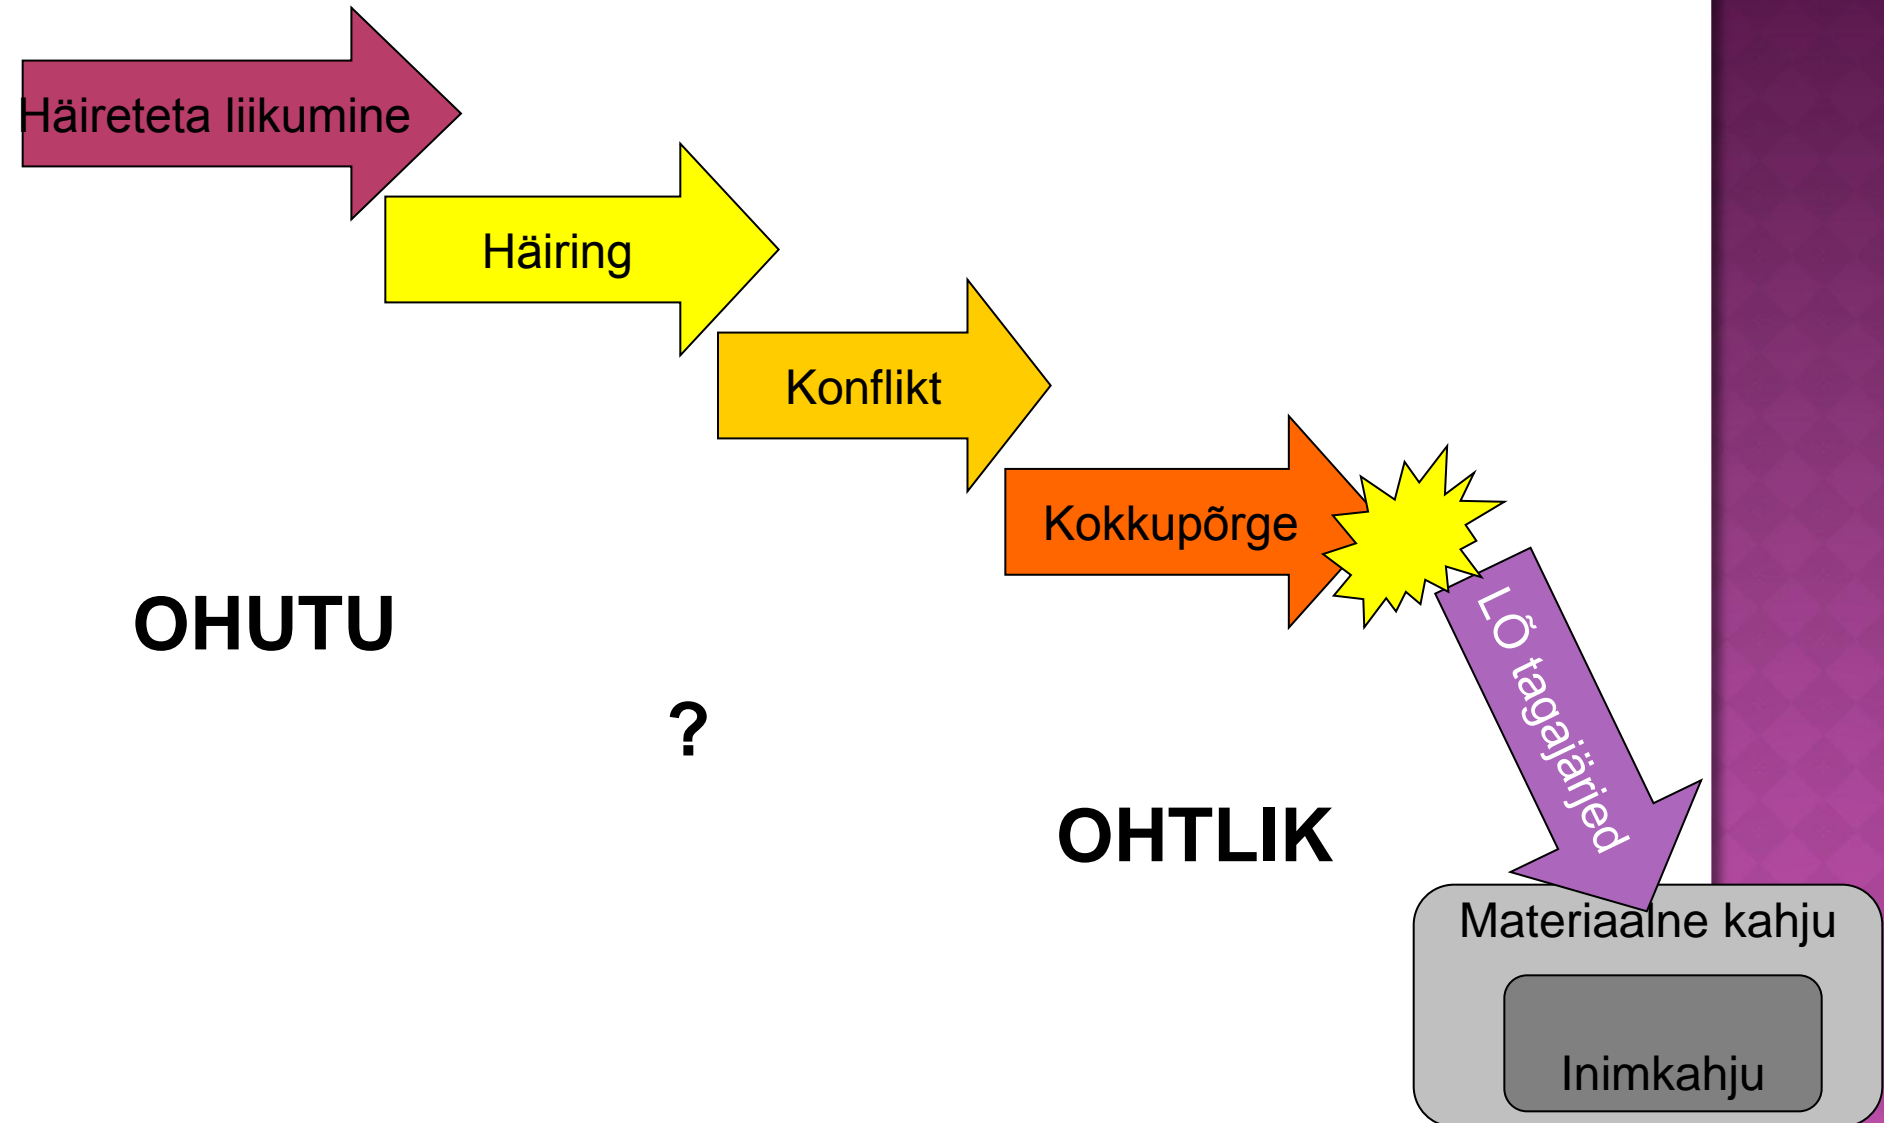 Häireteta liikumine
Häiring
Konflikt
Kokkupõrge
OHUTU
?
OHTLIK
LÕ tagajärjed
Materiaalne kahju
Inimkahju